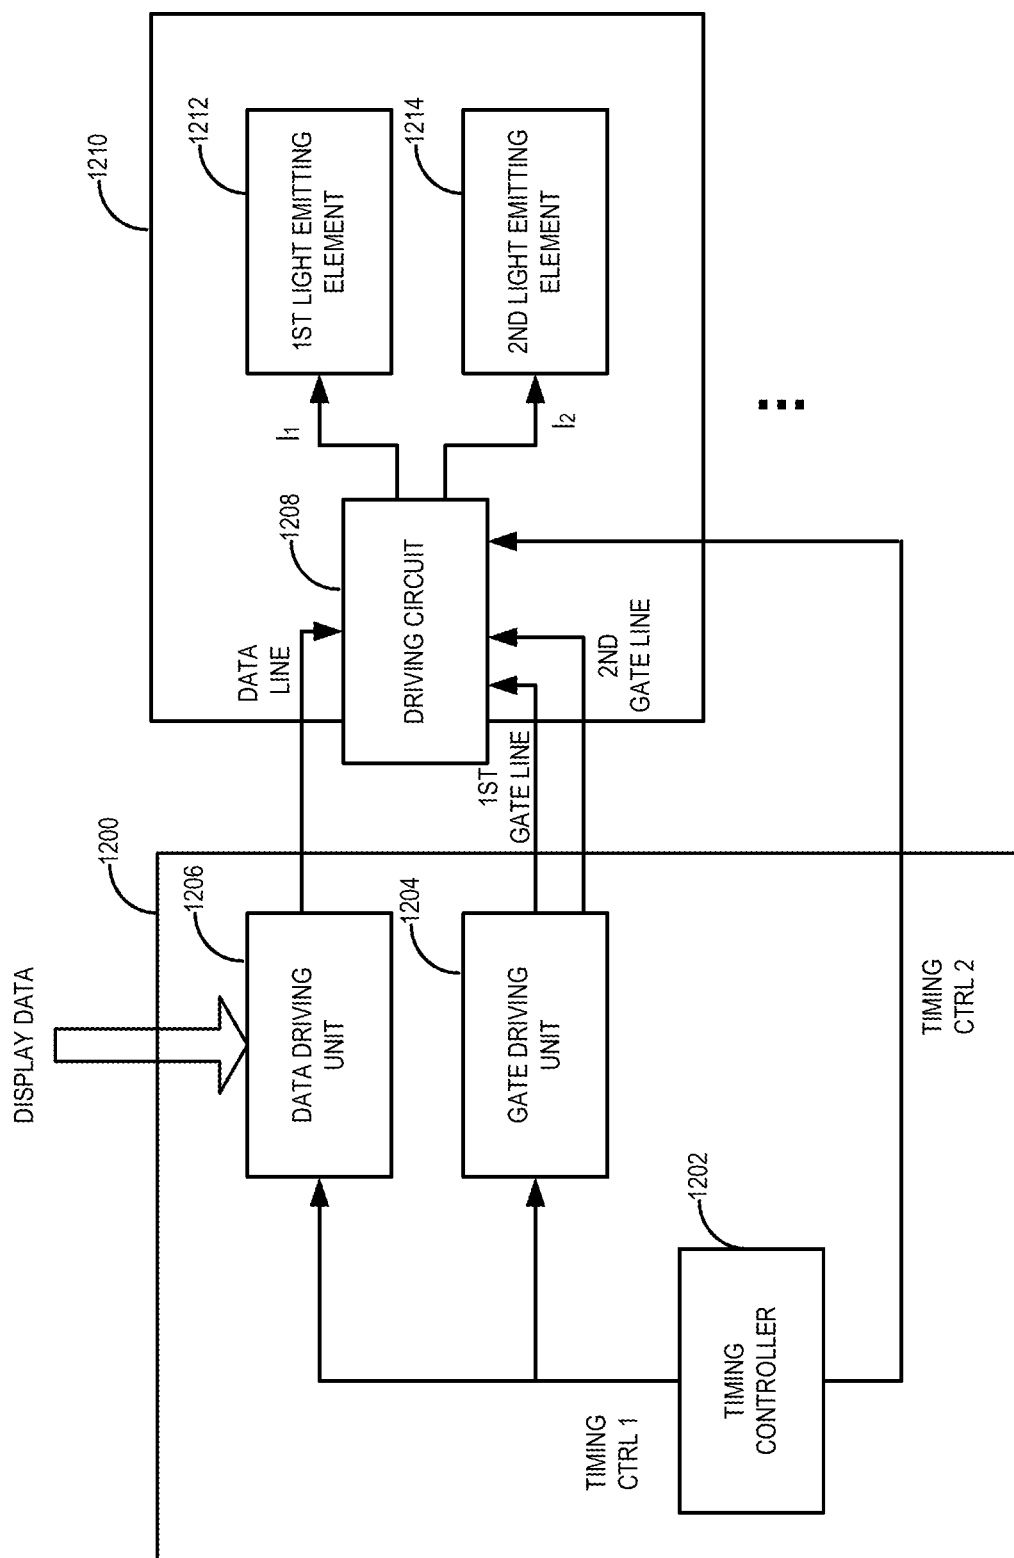 DISPLAY DATA
1200
1206
DATA DRIVING
UNIT
1204
GATE DRIVING
UNIT
TIMING
CTRL 1
1202
TIMING
CONTROLLER
TIMING
CTRL 2
DATA
LINE
1ST
GATE LINE
2ND
GATE LINE
1208
DRIVING CIRCUIT
I1
I2
1210
1212
1ST LIGHT EMITTING
ELEMENT
1214
2ND LIGHT EMITTING
ELEMENT